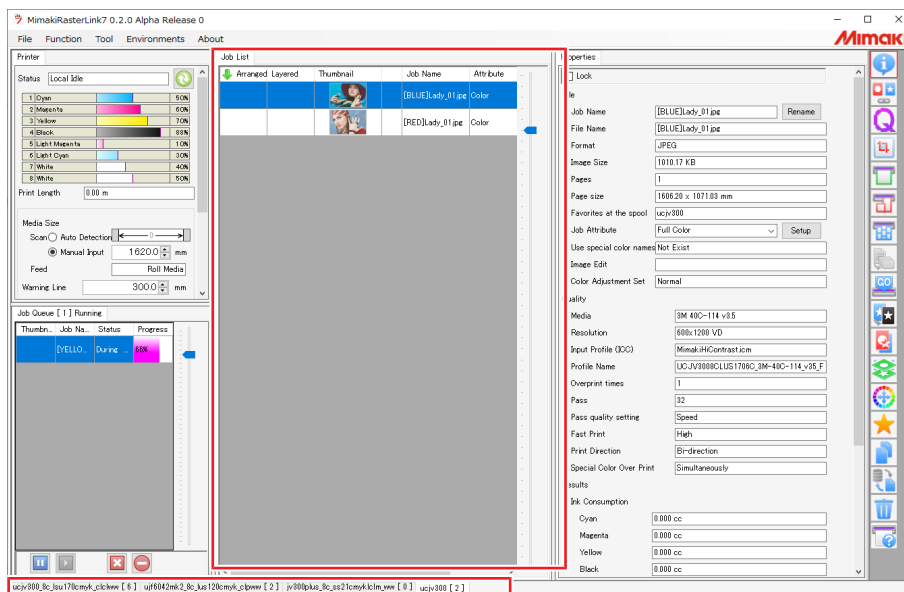 MimakiRasterLink7 0.2.0 Alpha Release 0
File Function Tool Environments About
Mimaki
Printer
Status Local Idle
1 Cyan 50%
2 Magenta 60%
3 Yellow 70%
4 Black 88%
5 Light Magenta 10%
6 Light Cyan 30%
7 White 40%
8 White 50%
Print Length 0.00 m
Media Size
Scan Auto Detection 0
Manual Input 1620.0 mm
Feed Roll Media
Warning Line 300.0 mm
Job Queue [ 1 ] Running
Thumbn... Job Na... Status Progress
[YELLO... During ... 66%
Job List
Arranged Layered Thumbnail Job Name Attribute
[BLUE]Lady_01.jpg Color
[RED]Lady_01.jpg Color
operties
Lock
le
Job Name [BLUE]Lady_01.jpg Rename
File Name [BLUE]Lady_01.jpg
Format JPEG
Image Size 1010.17 KB
Pages 1
Page size 1606.20 x 1071.03 mm
Favorites at the spool ucjv300
Job Attribute Full Color Setup
Use special color names Not Exist
Image Edit
Color Adjustment Set Normal
uality
Media 3M 40C-114 v3.5
Resolution 600x1200 VD
Input Profile (ICC) MimakiHiContrast.icm
Profile Name UCJV3008CLUS1706C_3M-40C-114_v35_F
Overprint times 1
Pass 32
Pass quality setting Speed
Fast Print High
Print Direction Bi-direction
Special Color Over Print Simultaneously
esults
Ink Consumption
Cyan 0.000 cc
Magenta 0.000 cc
Yellow 0.000 cc
Black 0.000 cc
GO
ucjv300_8c_lsu170cmyk_clclww [ 6 ] ujf6042mk2_8c_lus120cmyk_clpww [ 2 ] jv300plus_8c_ss21cmyklclm_ww [ 0 ] ucjv300 [ 2 ]